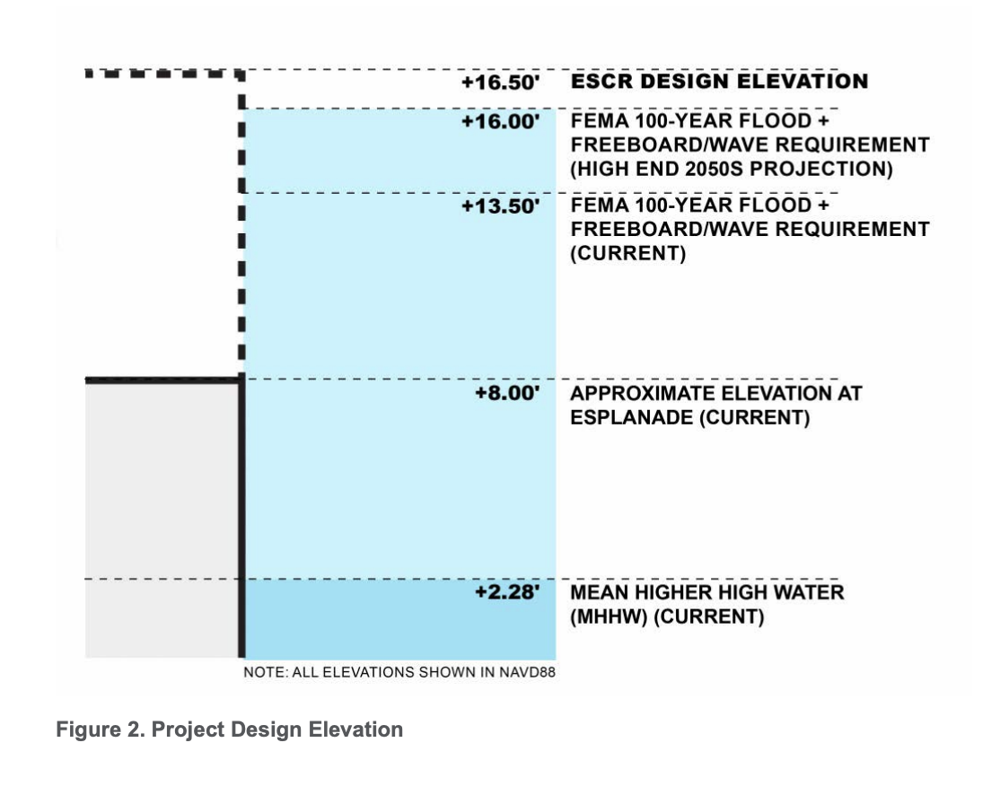 +16.50' ESCR DESIGN ELEVATION
+16.00' FEMA 100-YEAR FLOOD +
FREEBOARD/WAVE REQUIREMENT
(HIGH END 2050S PROJECTION)
+13.50' FEMA 100-YEAR FLOOD +
FREEBOARD/WAVE REQUIREMENT
(CURRENT)
+8.00' APPROXIMATE ELEVATION AT
ESPLANADE (CURRENT)
+2.28' MEAN HIGHER HIGH WATER
(MHHW) (CURRENT)
NOTE: ALL ELEVATIONS SHOWN IN NAVD88
Figure 2. Project Design Elevation